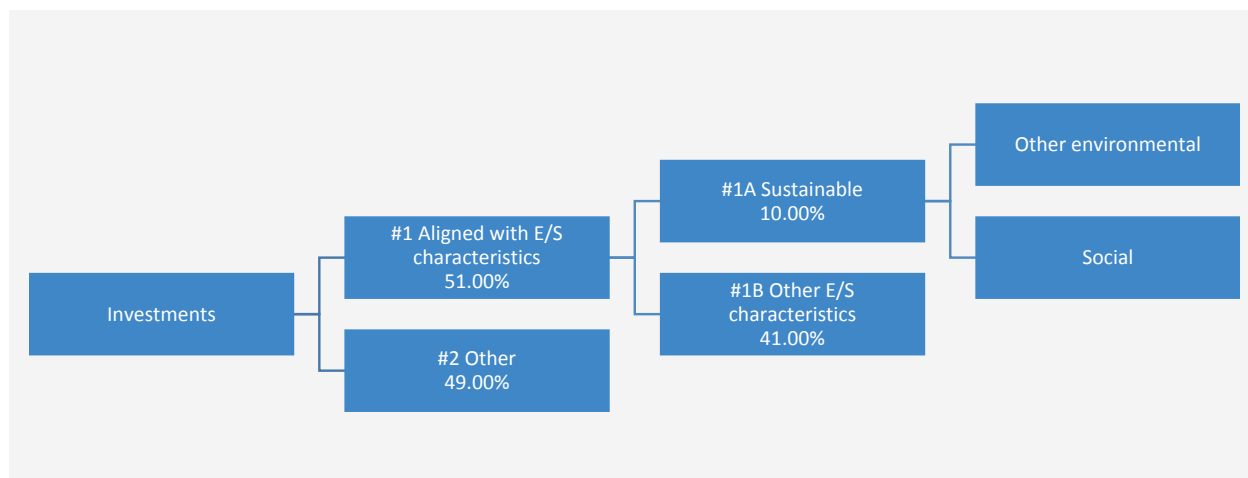 Investments
#1 Aligned with E/S
characteristics
51.00%
#2 Other
49.00%
#1A Sustainable
10.00%
#1B Other E/S
characteristics
41.00%
Other environmental
Social